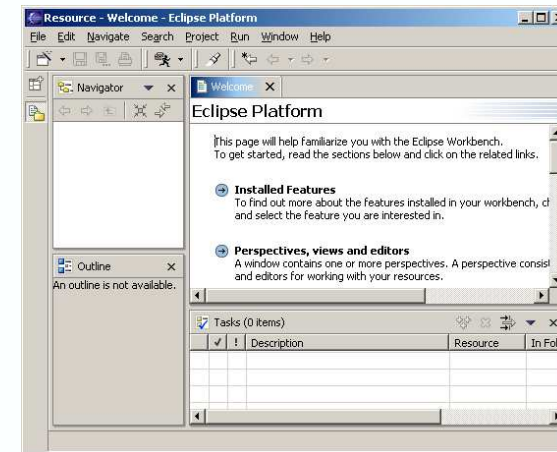 Resource - Welcome - Eclipse Platform
File Edit Navigate Search Project Run Window Help
Navigator
Welcome
Eclipse Platform
This page will help familiarize you with the Eclipse Workbench.
To get started, read the sections below and click on the related links.
Installed Features
To find out more about the features installed in your workbench, ch
and select the feature you are interested in.
Perspectives, views and editors
A window contains one or more perspectives. A perspective consist
and editors for working with your resources.
Outline
An outline is not available.
Tasks (0 items)
✓ ! Description Resource In Fol